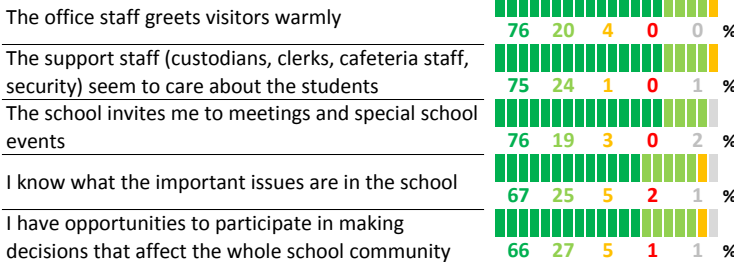 The office staff greets visitors warmly
76 20 4 0 0 %
The support staff (custodians, clerks, cafeteria staff,
security) seem to care about the students
75 24 1 0 1 %
The school invites me to meetings and special school
events
76 19 3 0 2 %
I know what the important issues are in the school
67 25 5 2 1 %
I have opportunities to participate in making
decisions that affect the whole school community
66 27 5 1 1 %